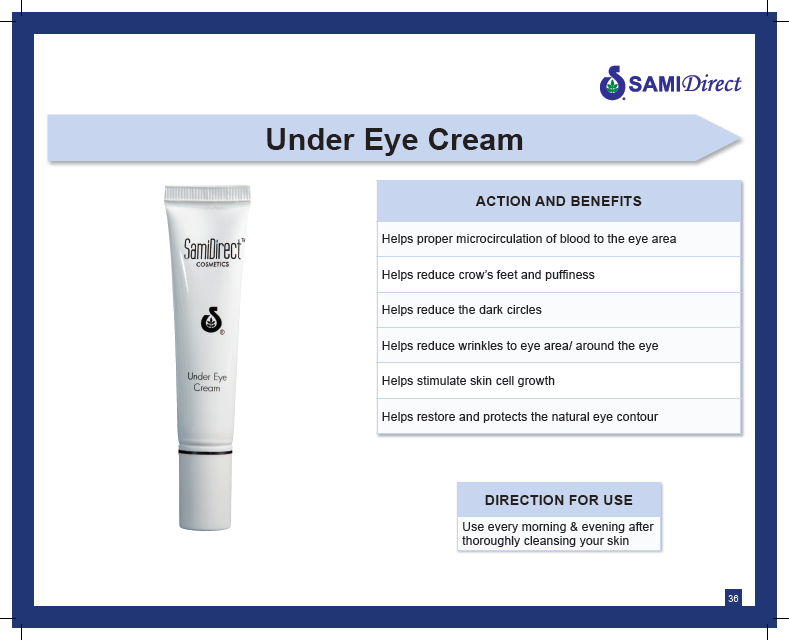 SAMIDirect
Under Eye Cream
SamiDirect™
COSMETICS
®
Under Eye
Cream
ACTION AND BENEFITS
Helps proper microcirculation of blood to the eye area
Helps reduce crow’s feet and puffiness
Helps reduce the dark circles
Helps reduce wrinkles to eye area/ around the eye
Helps stimulate skin cell growth
Helps restore and protects the natural eye contour
DIRECTION FOR USE
Use every morning & evening after
thoroughly cleansing your skin
36